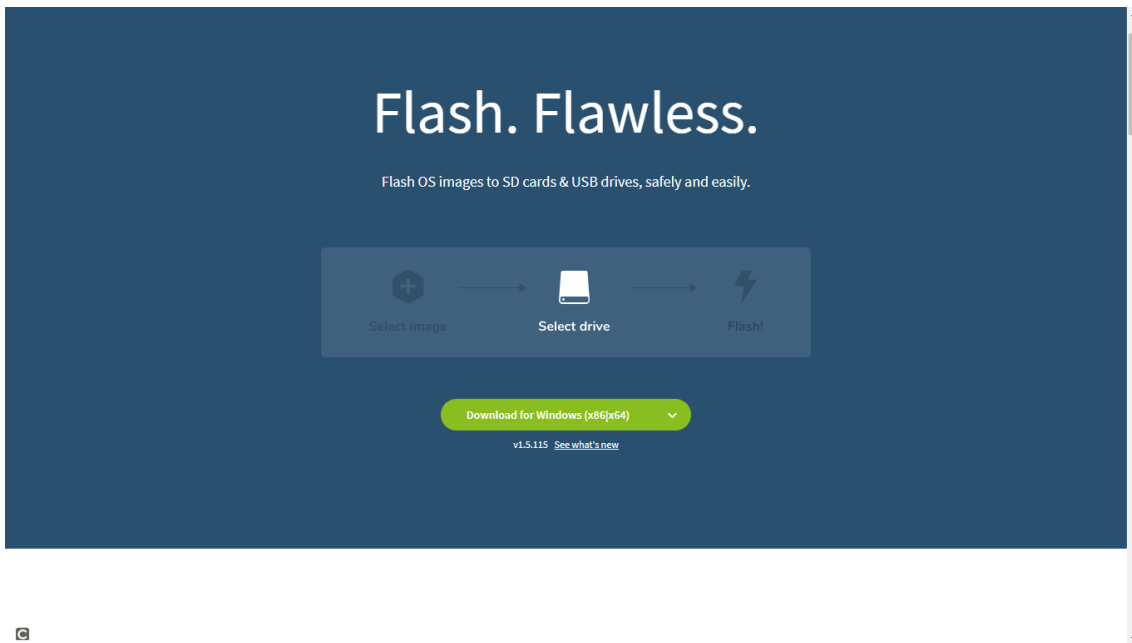 Flash. Flawless.
Flash OS images to SD cards & USB drives, safely and easily.
Select image
Select drive
Flash!
Download for Windows (x86|x64)
v1.5.115 See what's new
C